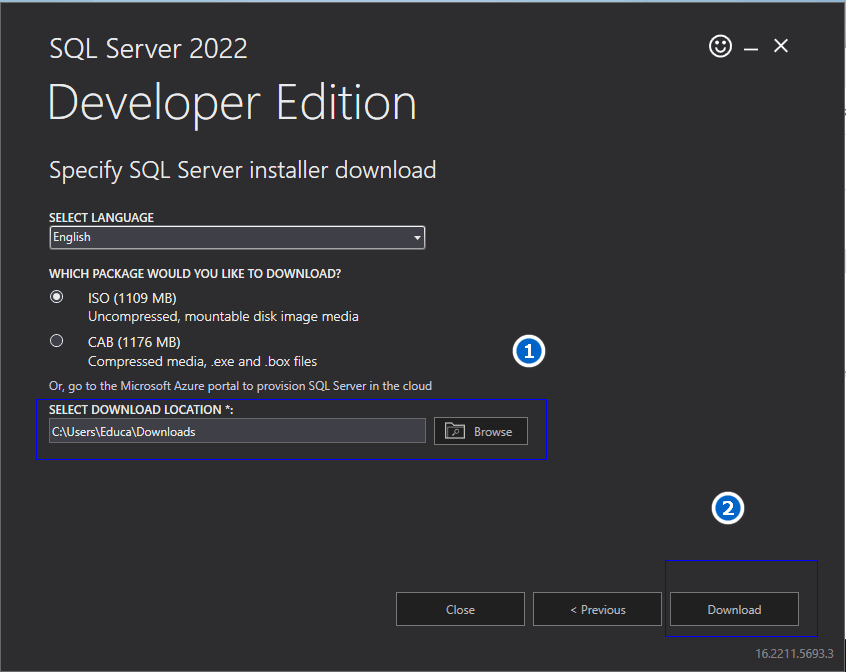 SQL Server 2022
Developer Edition
Specify SQL Server installer download
SELECT LANGUAGE
English
WHICH PACKAGE WOULD YOU LIKE TO DOWNLOAD?
ISO (1109 MB)
Uncompressed, mountable disk image media
CAB (1176 MB)
Compressed media, .exe and .box files
1
Or, go to the Microsoft Azure portal to provision SQL Server in the cloud
SELECT DOWNLOAD LOCATION *:
C:\Users\Educa\Downloads
Browse
2
Close
< Previous
Download
16.2211.5693.3